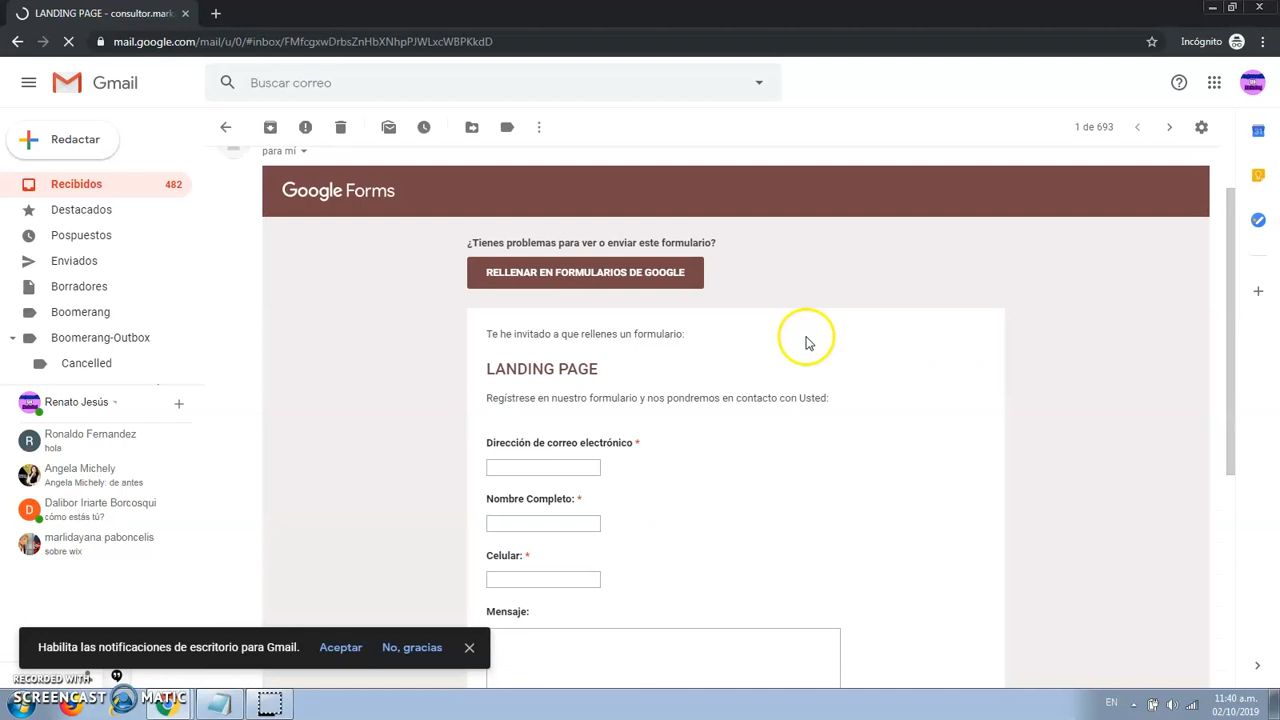 LANDING PAGE - consultor.mark
mail.google.com/mail/u/0/#inbox/FMfcgxwDrbsZnHbXNhpPJWLxcWBPKkdD
Incógnito
Gmail
Buscar correo
Redactar
1 de 693
Recibidos 482
Destacados
Pospuestos
Enviados
Borradores
Boomerang
Boomerang-Outbox
Cancelled
Renato Jesús
Ronaldo Fernandez
hola
Angela Michely
Angela Michely: de antes
Dalibor Iriarte Borcosqui
cómo estás tú?
marlidayana paboncelis
sobre wix
para mí
Google Forms
¿Tienes problemas para ver o enviar este formulario?
RELLENAR EN FORMULARIOS DE GOOGLE
Te he invitado a que rellenes un formulario:
LANDING PAGE
Regístrese en nuestro formulario y nos pondremos en contacto con Usted:
Dirección de correo electrónico *
Nombre Completo: *
Celular: *
Mensaje:
Habilita las notificaciones de escritorio para Gmail. Aceptar No, gracias
RECORDED WITH
SCREENCAST MATIC
EN
11:40 a.m.
02/10/2019
31